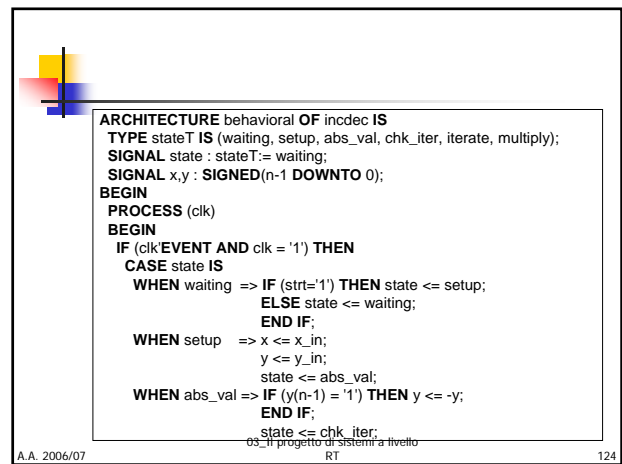 ARCHITECTURE behavioral OF incdec IS
TYPE stateT IS (waiting, setup, abs_val, chk_iter, iterate, multiply);
SIGNAL state : stateT:= waiting;
SIGNAL x,y : SIGNED(n-1 DOWNTO 0);
BEGIN
PROCESS (clk)
BEGIN
IF (clk'EVENT AND clk = '1') THEN
CASE state IS
WHEN waiting => IF (strt='1') THEN state <= setup;
ELSE state <= waiting;
END IF;
WHEN setup => x <= x_in;
y <= y_in;
state <= abs_val;
WHEN abs_val => IF (y(n-1) = '1') THEN y <= -y;
END IF;
state <= chk_iter;
03_Il progetto di sistemi a livello
A.A. 2006/07 RT 124